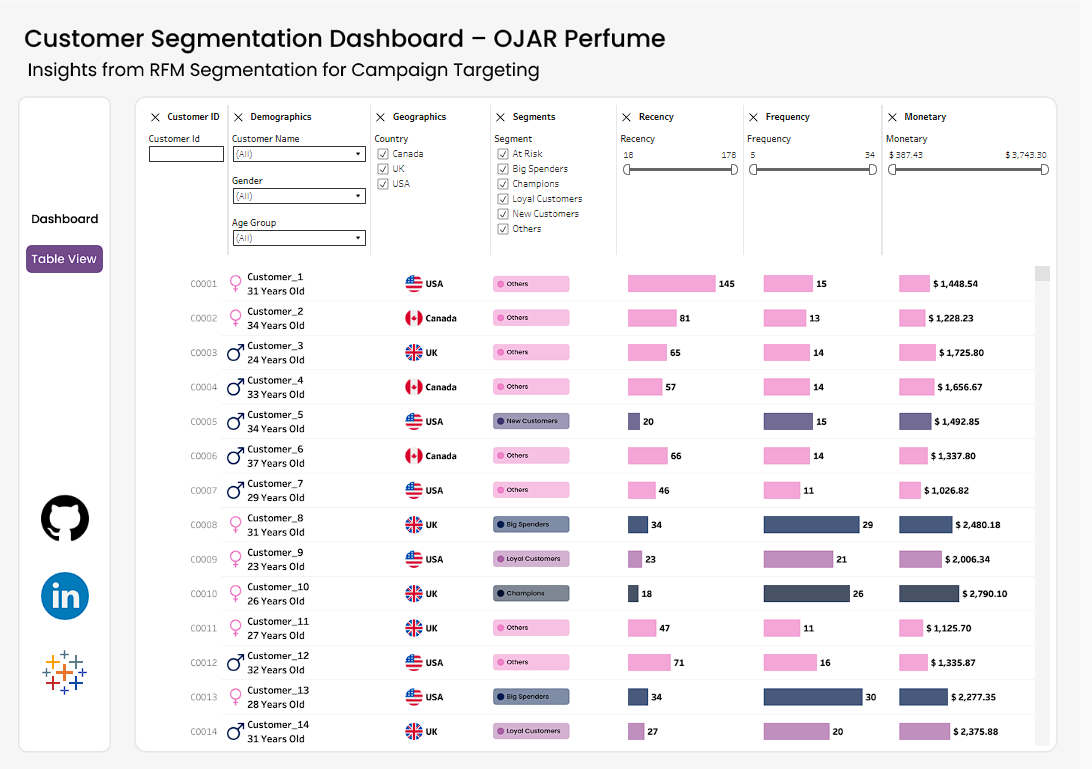 Customer Segmentation Dashboard – OJAR Perfume
Insights from RFM Segmentation for Campaign Targeting
Dashboard
Table View
in
Customer ID Demographics Geographics Segments Recency Frequency Monetary
Customer Id Customer Name Country Segment Recency Frequency Monetary
(All) Canada At Risk 18 178 5 34 $ 387.43 $ 3,743.30
UK Big Spenders
Gender USA Champions
(All) Loyal Customers
New Customers
Age Group Others
(All)
C0001 Customer_1 USA Others 145 15 $ 1,448.54
31 Years Old
C0002 Customer_2 Canada Others 81 13 $ 1,228.23
34 Years Old
C0003 Customer_3 UK Others 65 14 $ 1,725.80
24 Years Old
C0004 Customer_4 Canada Others 57 14 $ 1,656.67
33 Years Old
C0005 Customer_5 USA New Customers 20 15 $ 1,492.85
34 Years Old
C0006 Customer_6 Canada Others 66 14 $ 1,337.80
37 Years Old
C0007 Customer_7 USA Others 46 11 $ 1,026.82
29 Years Old
C0008 Customer_8 UK Big Spenders 34 29 $ 2,480.18
31 Years Old
C0009 Customer_9 USA Loyal Customers 23 21 $ 2,006.34
23 Years Old
C0010 Customer_10 UK Champions 18 26 $ 2,790.10
26 Years Old
C0011 Customer_11 UK Others 47 11 $ 1,125.70
27 Years Old
C0012 Customer_12 USA Others 71 16 $ 1,335.87
32 Years Old
C0013 Customer_13 USA Big Spenders 34 30 $ 2,277.35
28 Years Old
C0014 Customer_14 UK Loyal Customers 27 20 $ 2,375.88
31 Years Old